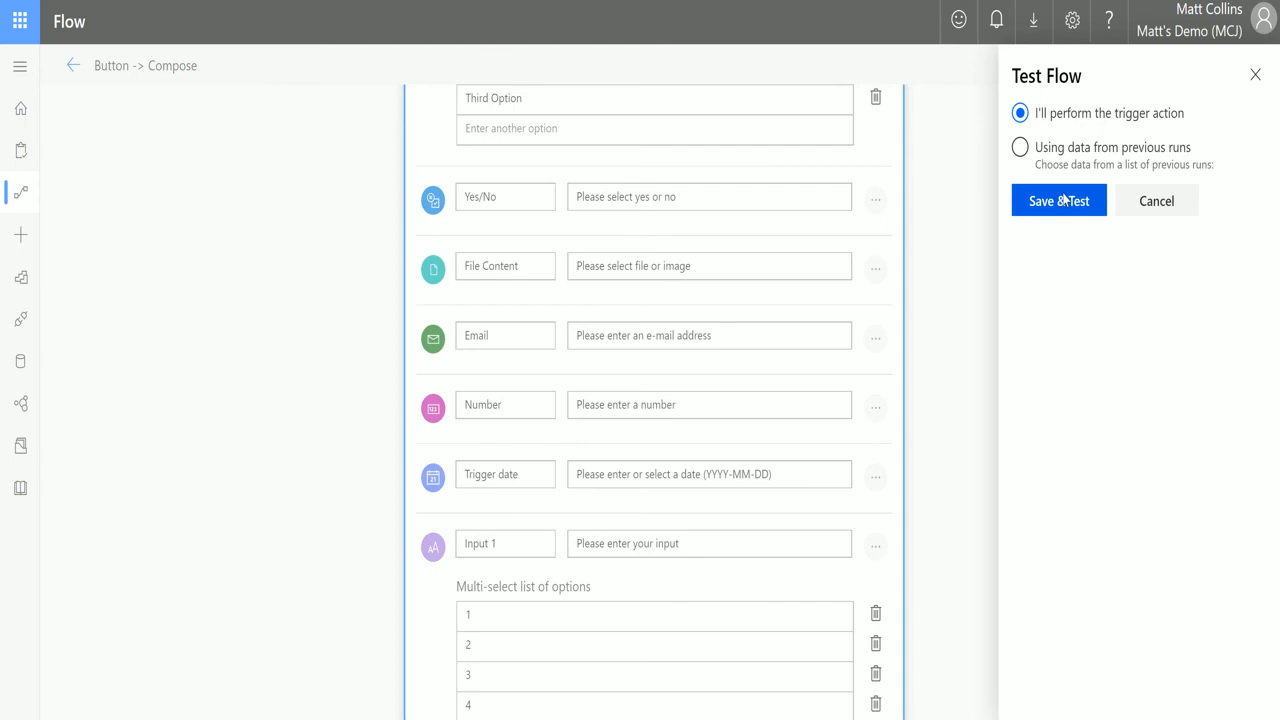 Flow
Matt Collins
Matt's Demo (MCJ)
Button -> Compose
Third Option
Enter another option
Yes/No
Please select yes or no
File Content
Please select file or image
Email
Please enter an e-mail address
Number
Please enter a number
Trigger date
Please enter or select a date (YYYY-MM-DD)
Input 1
Please enter your input
Multi-select list of options
1
2
3
4
Test Flow
I'll perform the trigger action
Using data from previous runs
Choose data from a list of previous runs:
Save & Test
Cancel